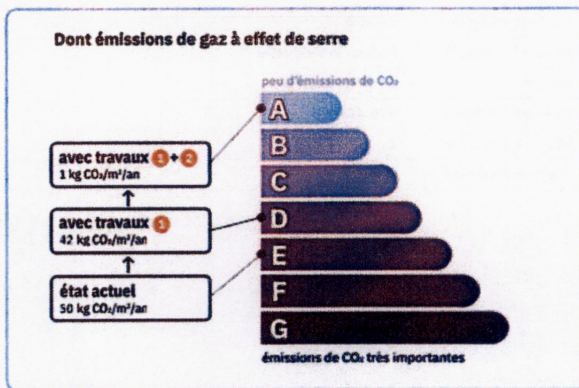 Dont émissions de gaz à effet de serre
peu d'émissions de CO₂
A
B
C
D
E
F
G
émissions de CO₂ très importantes
avec travaux 1 + 2
1 kg CO₂/m²/an
avec travaux 1
42 kg CO₂/m²/an
état actuel
50 kg CO₂/m²/an